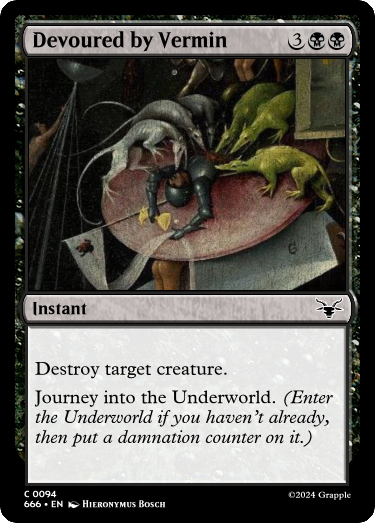 Devoured by Vermin 3
Instant
Destroy target creature.
Journey into the Underworld. (Enter
the Underworld if you haven't already,
then put a damnation counter on it.)
C 0094
666 • EN Hieronymus Bosch
©2024 Grapple